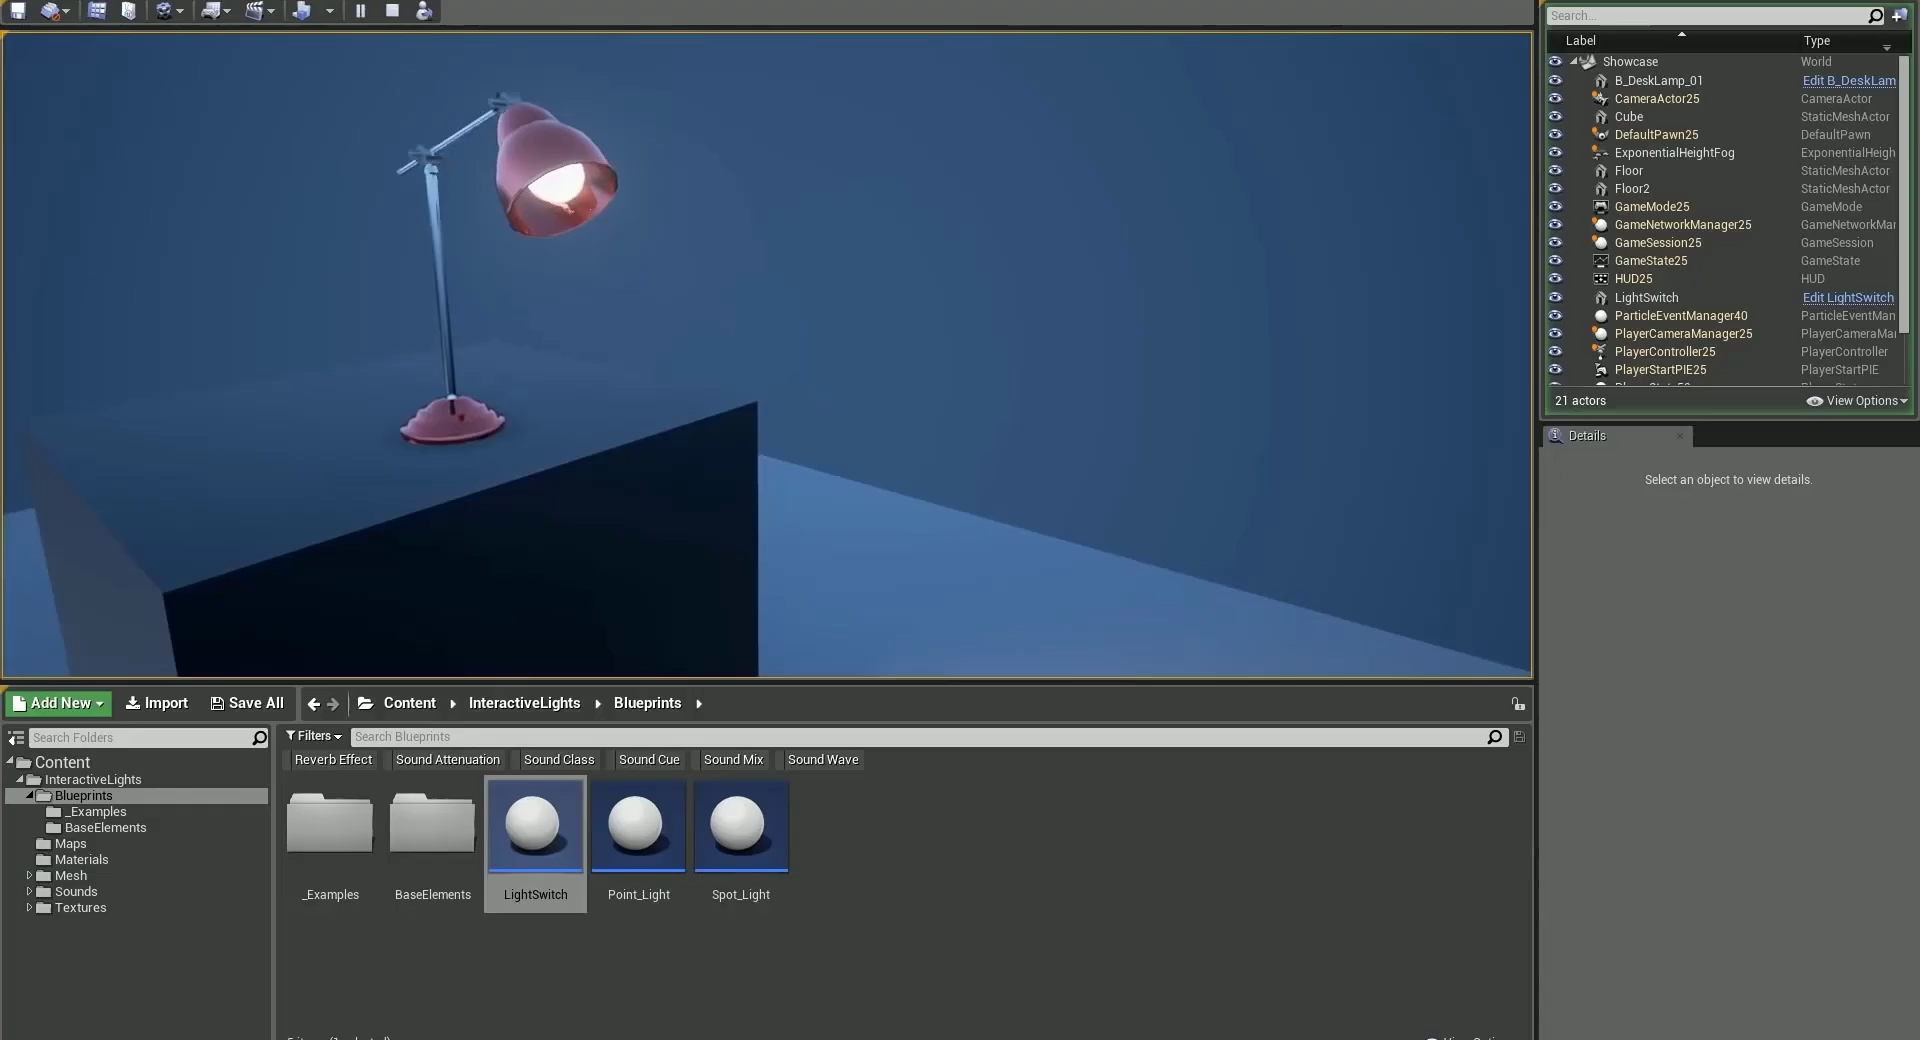 Search...
Label Type
Showcase World
B_DeskLamp_01 Edit B_DeskLam
CameraActor25 CameraActor
Cube StaticMeshActor
DefaultPawn25 DefaultPawn
ExponentialHeightFog ExponentialHeigh
Floor StaticMeshActor
Floor2 StaticMeshActor
GameMode25 GameMode
GameNetworkManager25 GameNetworkMar
GameSession25 GameSession
GameState25 GameState
HUD25 HUD
LightSwitch Edit LightSwitch
ParticleEventManager40 ParticleEventMan
PlayerCameraManager25 PlayerCameraMa
PlayerController25 PlayerController
PlayerStartPIE25 PlayerStartPIE
21 actors View Options
Details
Select an object to view details.
Add New Import Save All Content InteractiveLights Blueprints
Search Folders
Content
InteractiveLights
Blueprints
_Examples
BaseElements
Maps
Materials
Mesh
Sounds
Textures
Filters Search Blueprints
Reverb Effect Sound Attenuation Sound Class Sound Cue Sound Mix Sound Wave
_Examples BaseElements LightSwitch Point_Light Spot_Light